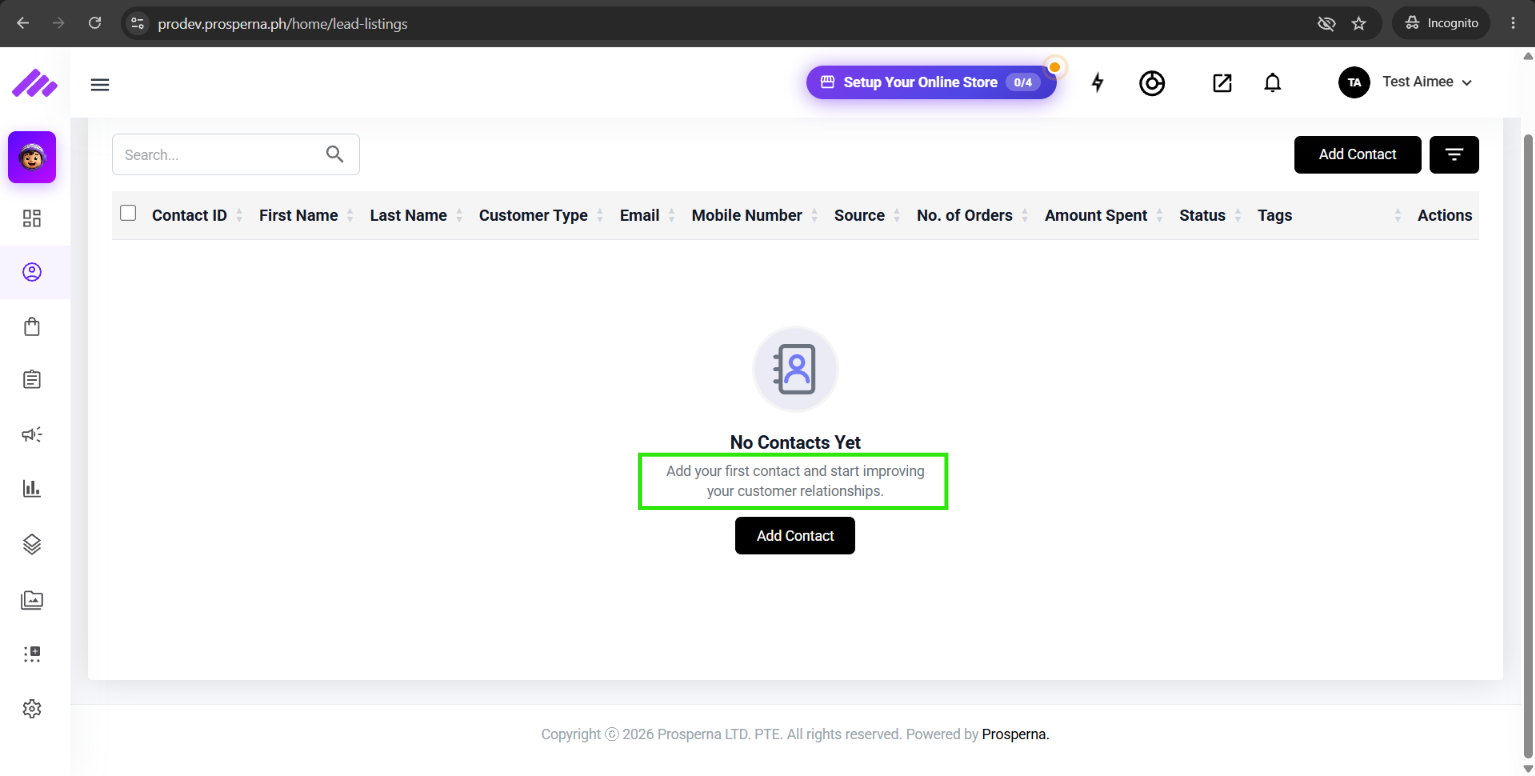 prodev.prosperna.ph/home/lead-listings
Incognito
Setup Your Online Store 0/4
TA Test Aimee
Search...
Add Contact
Contact ID First Name Last Name Customer Type Email Mobile Number Source No. of Orders Amount Spent Status Tags Actions
No Contacts Yet
Add your first contact and start improving
your customer relationships.
Add Contact
Copyright ⓒ 2026 Prosperna LTD. PTE. All rights reserved. Powered by Prosperna.